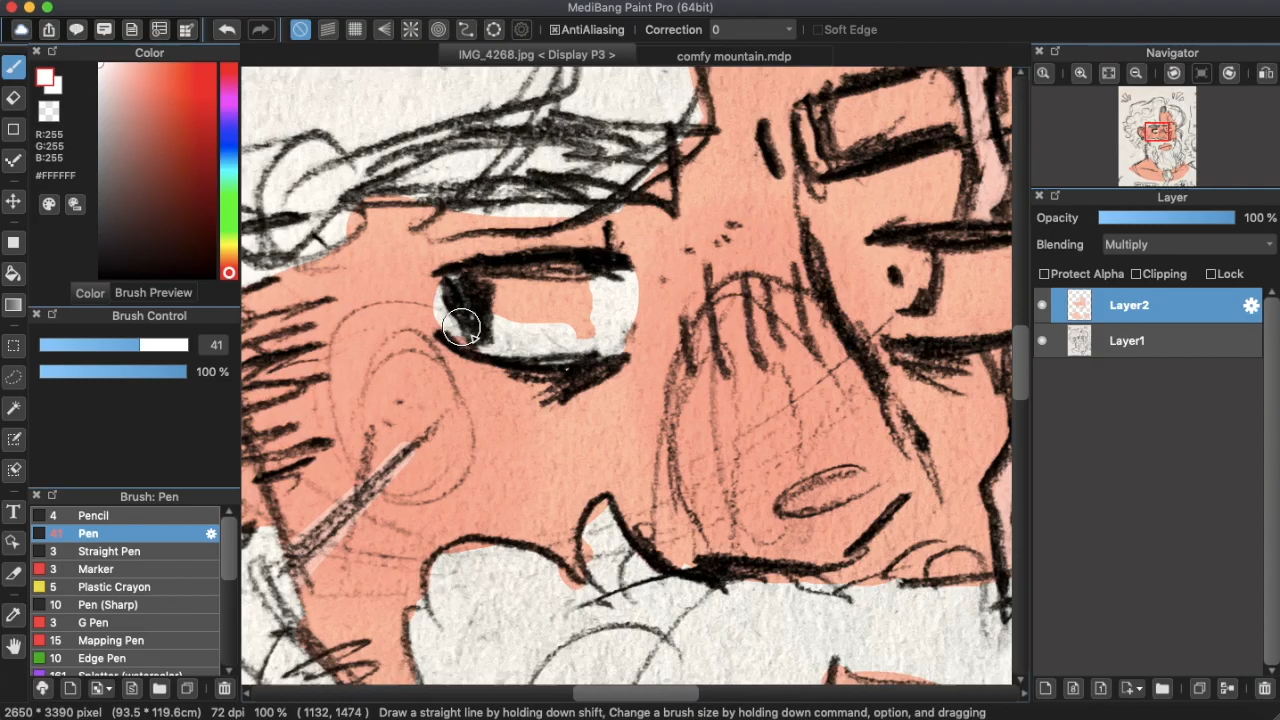 MediBang Paint Pro (64bit)
AntiAliasing
Correction
0
Soft Edge
Color
IMG_4268.jpg < Display P3 >
comfy mountain.mdp
Navigator
R:255
G:255
B:255
#FFFFFF
Color
Brush Preview
Brush Control
41
100 %
Layer
Opacity
100 %
Blending
Multiply
Protect Alpha
Clipping
Lock
Layer2
Layer1
Brush: Pen
4 Pencil
41 Pen
3 Straight Pen
3 Marker
5 Plastic Crayon
10 Pen (Sharp)
3 G Pen
15 Mapping Pen
10 Edge Pen
161 Splatter (watercolor)
2650 * 3390 pixel (93.5 * 119.6cm) 72 dpi 100 % ( 1132, 1474 ) Draw a straight line by holding down shift, Change a brush size by holding down command, option, and dragging